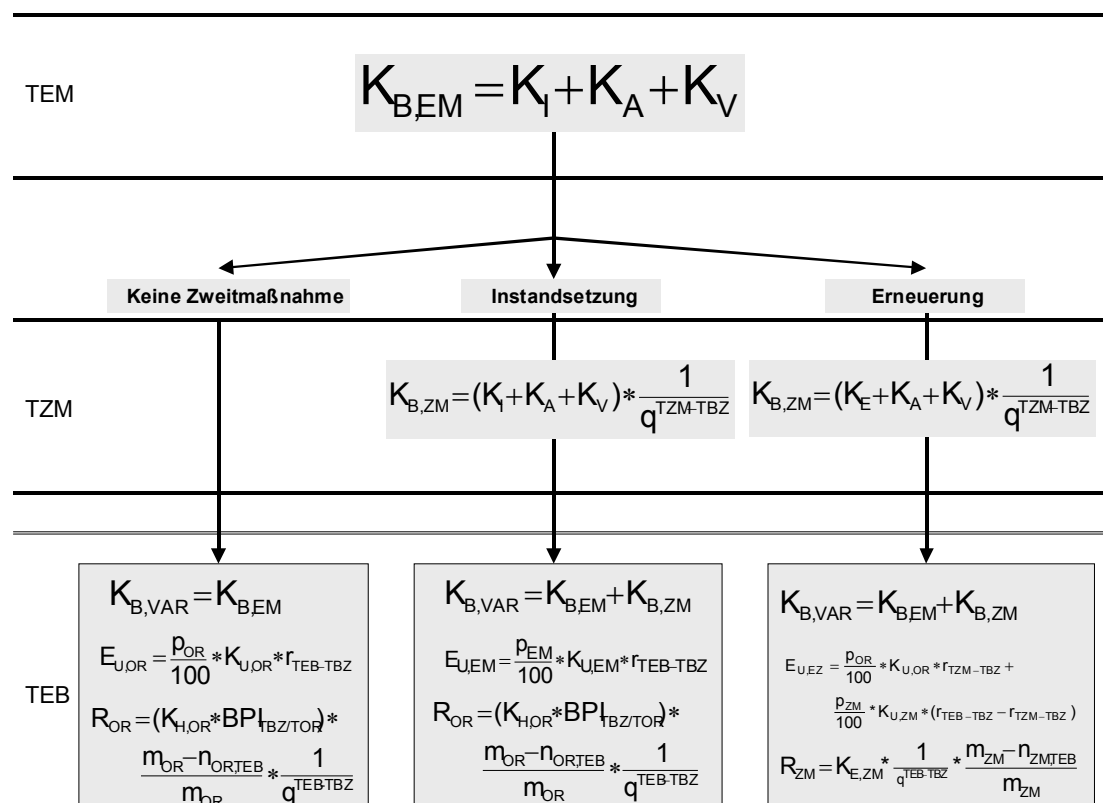 TEM
K_B,EM = K_I + K_A + K_V
Keine Zweitmaßnahme
Instandsetzung
Erneuerung
TZM
K_B,ZM = (K_I + K_A + K_V) * 1 / q^TZM-TBZ
K_B,ZM = (K_E + K_A + K_V) * 1 / q^TZM-TBZ
TEB
K_B,VAR = K_B,EM
E_U,OR = p_OR / 100 * K_U,OR * r_TEB-TBZ
R_OR = (K_H,OR * BPI_TBZ/TOR) *
m_OR − n_OR,TEB / m_OR * 1 / q^TEB-TBZ
K_B,VAR = K_B,EM + K_B,ZM
E_U,EM = p_EM / 100 * K_U,EM * r_TEB-TBZ
R_OR = (K_H,OR * BPI_TBZ/TOR) *
m_OR − n_OR,TEB / m_OR * 1 / q^TEB-TBZ
K_B,VAR = K_B,EM + K_B,ZM
E_U,EZ = p_OR / 100 * K_U,OR * r_TZM-TBZ +
p_ZM / 100 * K_U,ZM * (r_TEB-TBZ − r_TZM-TBZ)
R_ZM = K_E,ZM * 1 / q^TEB-TBZ * m_ZM − n_ZM,TEB / m_ZM